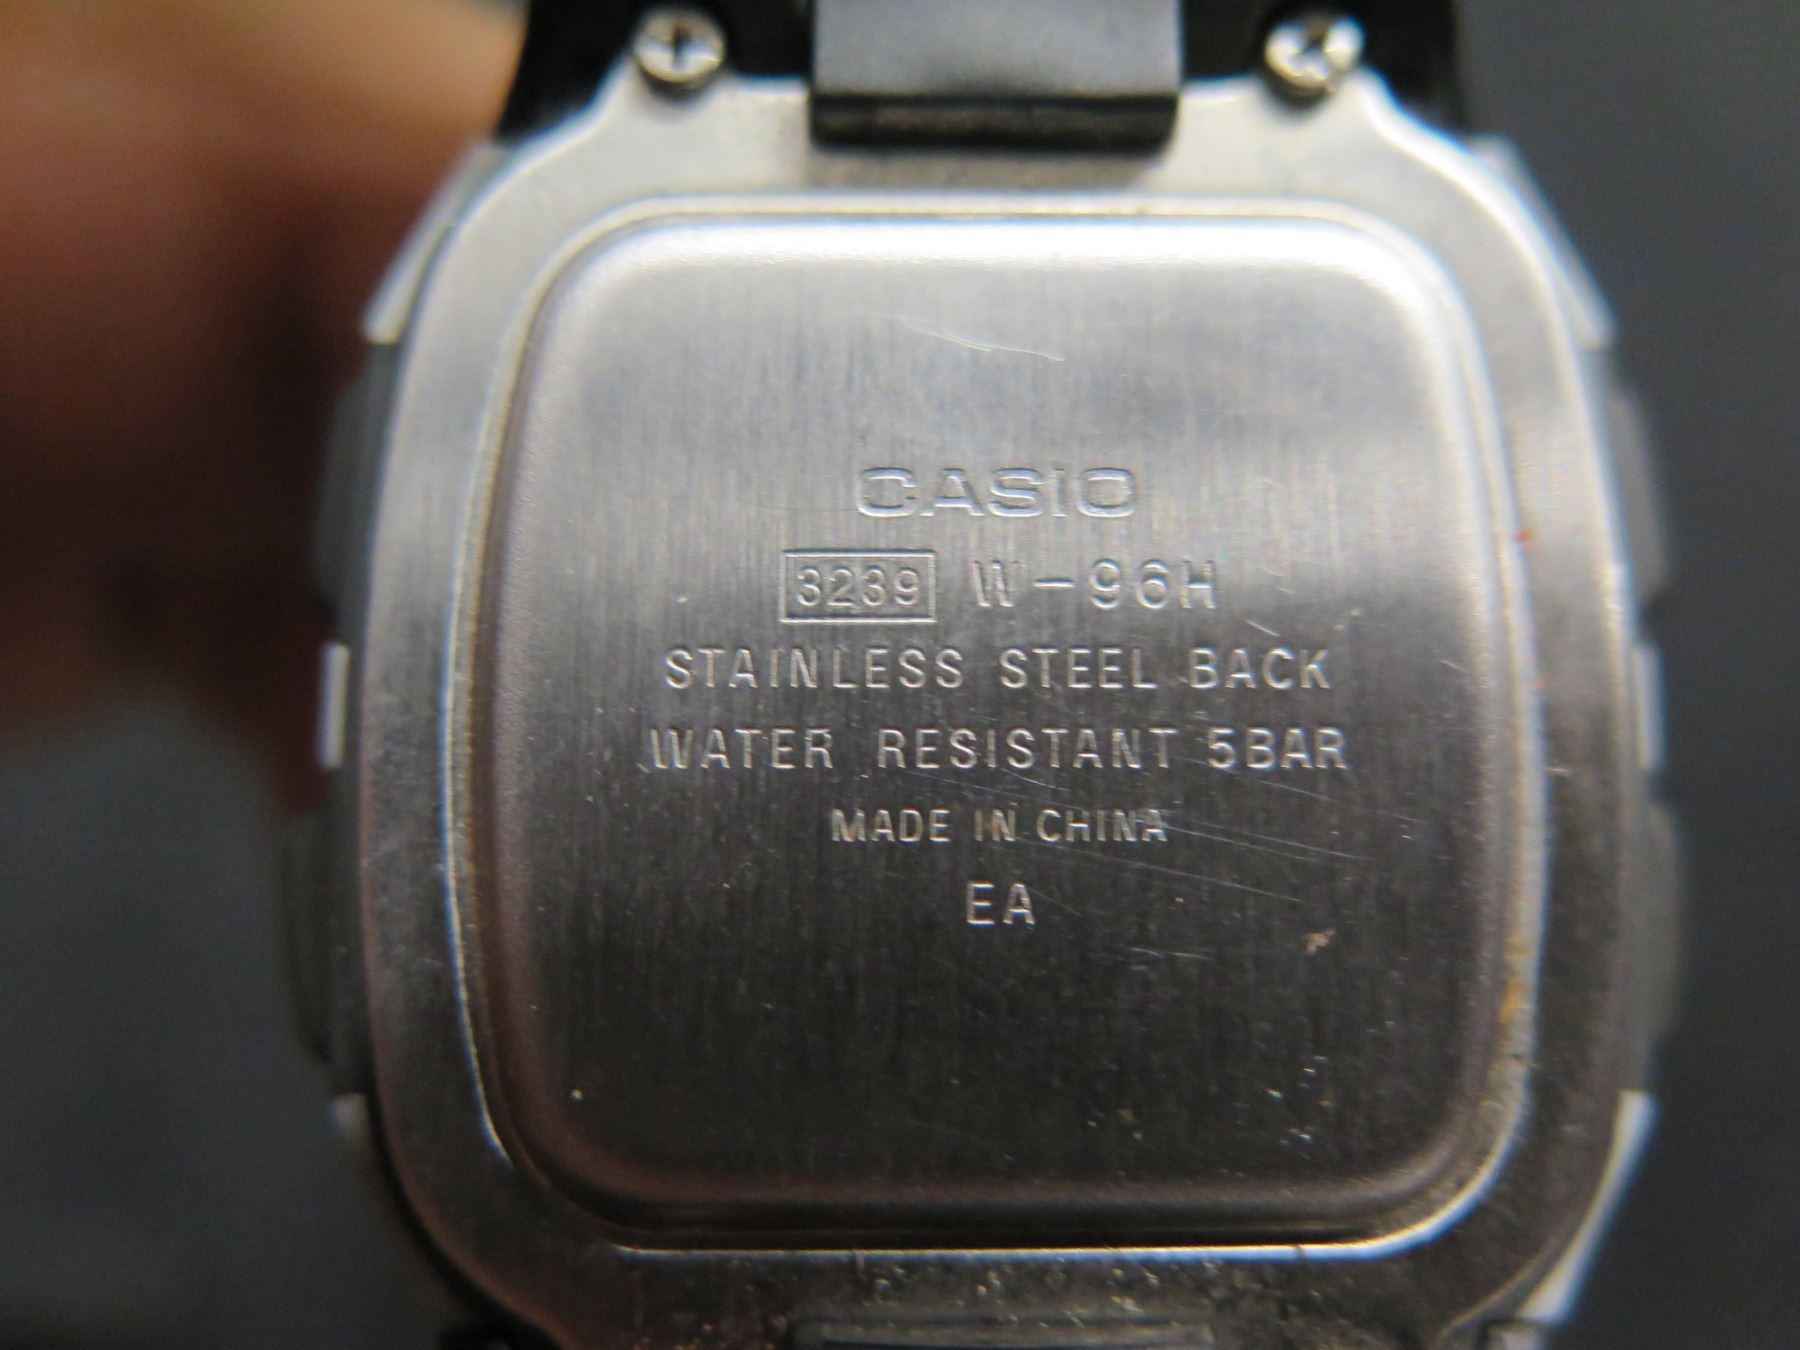 CASIO
3239 W-96H
STAINLESS STEEL BACK
WATER RESISTANT 5BAR
MADE IN CHINA
EA